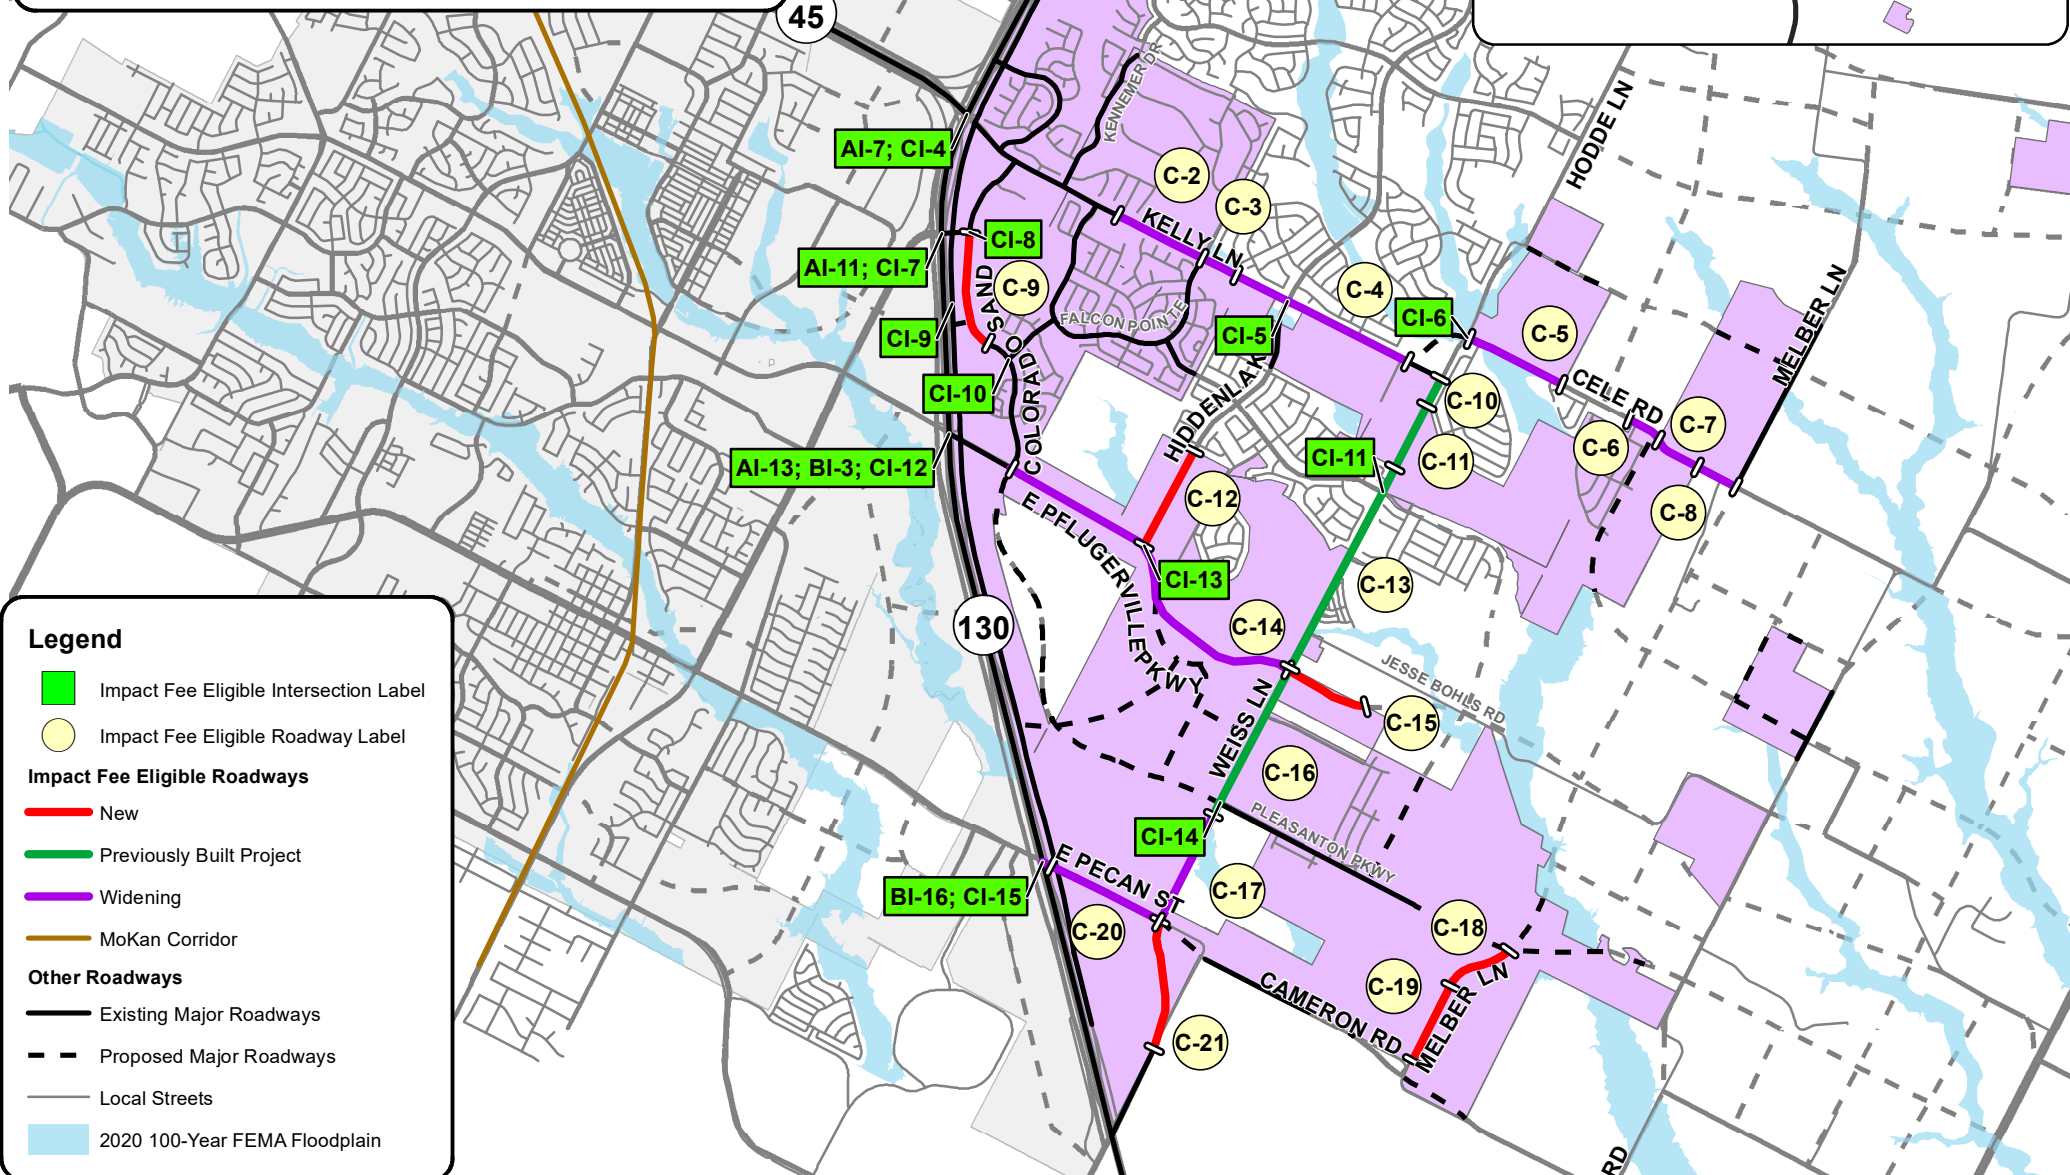 45
KENNEMER DR
HODDE LN
AI-7; CI-4
C-2
C-3
KELLY LN
CI-8
AI-11; CI-7
C-9
COLORADO SAND
FALCON POINTE
C-4
CI-6
CI-5
CI-9
C-5
MELBER LN
CI-10
HIDDENLAKE
CELE RD
C-10
C-7
C-6
AI-13; BI-3; CI-12
CI-11
C-11
C-12
C-8
E PFLUGERVILLE PKWY
CI-13
C-13
130
C-14
JESSE BOHLS RD
C-15
WEISS LN
C-16
CI-14
PLEASANTON PKWY
E PECAN ST
BI-16; CI-15
C-17
C-20
C-18
C-19
MELBER LN
CAMERON RD
C-21
RD
Legend
Impact Fee Eligible Intersection Label
Impact Fee Eligible Roadway Label
Impact Fee Eligible Roadways
New
Previously Built Project
Widening
MoKan Corridor
Other Roadways
Existing Major Roadways
Proposed Major Roadways
Local Streets
2020 100-Year FEMA Floodplain